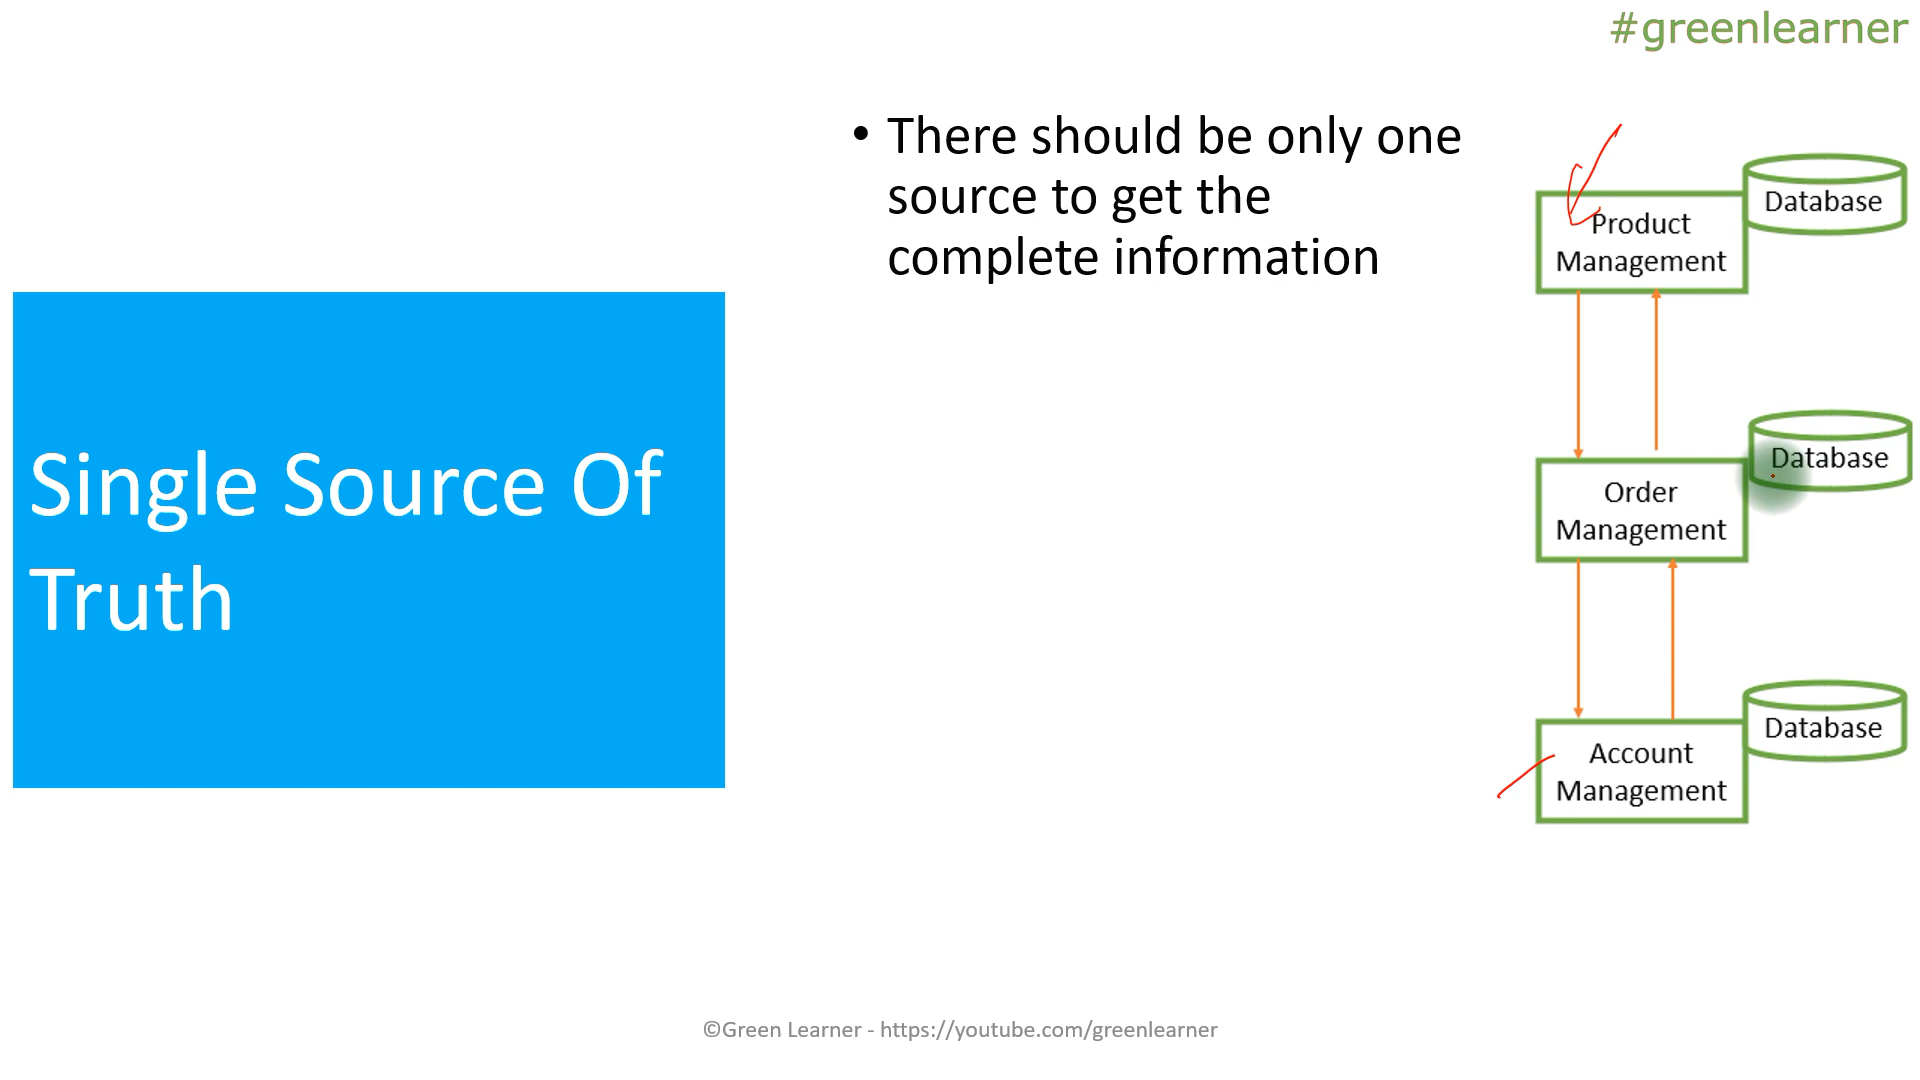 #greenlearner
Single Source Of
Truth
• There should be only one
source to get the
complete information
Product
Management
Database
Order
Management
Database
Account
Management
Database
©Green Learner - https://youtube.com/greenlearner